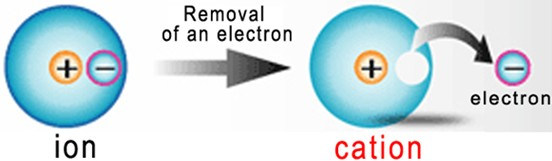 Removal
of an electron
+ −
+
−
electron
ion
cation